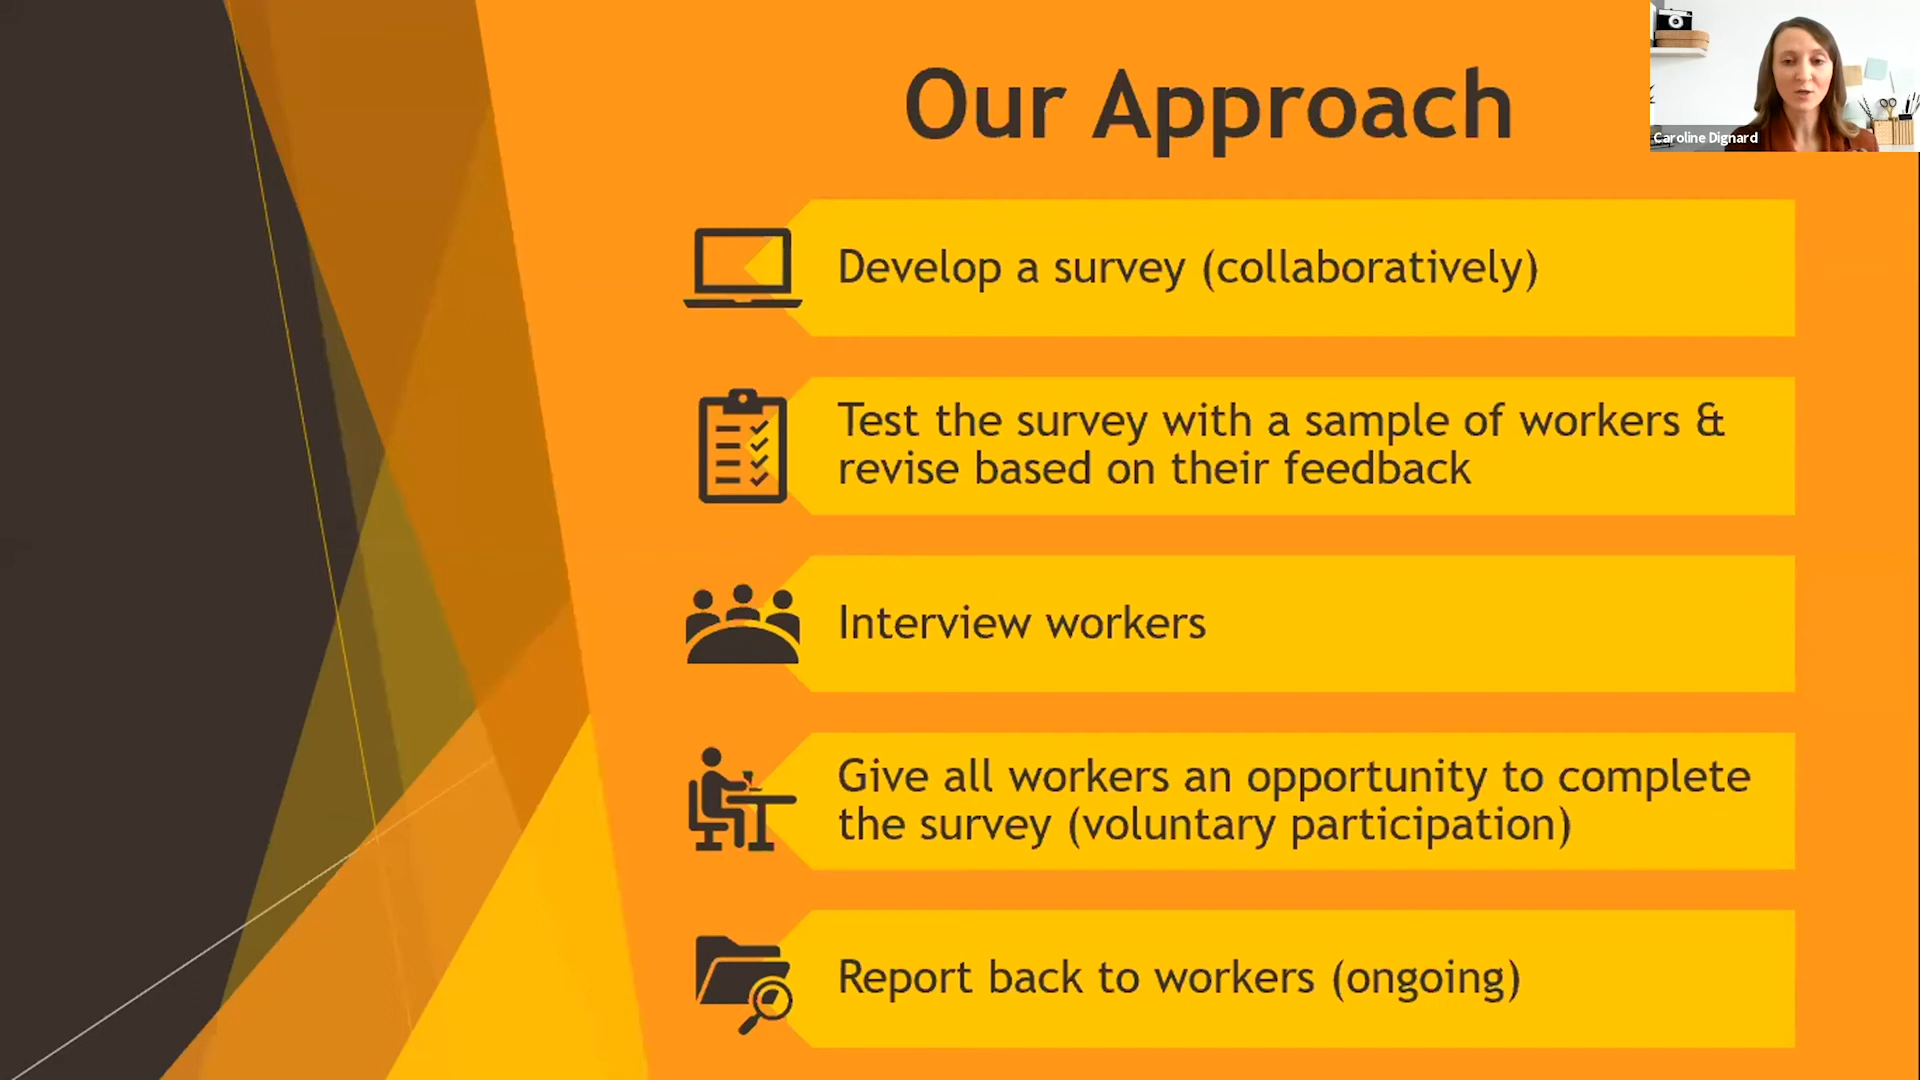 Our Approach
Caroline Dignard
Develop a survey (collaboratively)
Test the survey with a sample of workers &
revise based on their feedback
Interview workers
Give all workers an opportunity to complete
the survey (voluntary participation)
Report back to workers (ongoing)